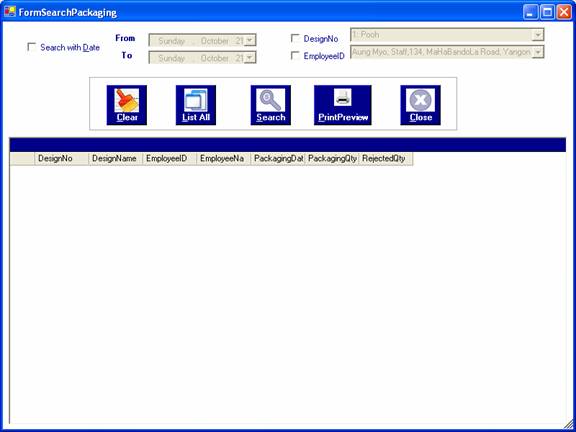 FormSearchPackaging
Search with Date
From
Sunday , October 21
To
Sunday , October 21
DesignNo
1: Pooh
EmployeeID
Aung Myo, Staff,134, MaHaBandoLa Road, Yangon
Clear
List All
Search
PrintPreview
Close
DesignNo DesignName EmployeeID EmployeeNa PackagingDat PackagingQty RejectedQty